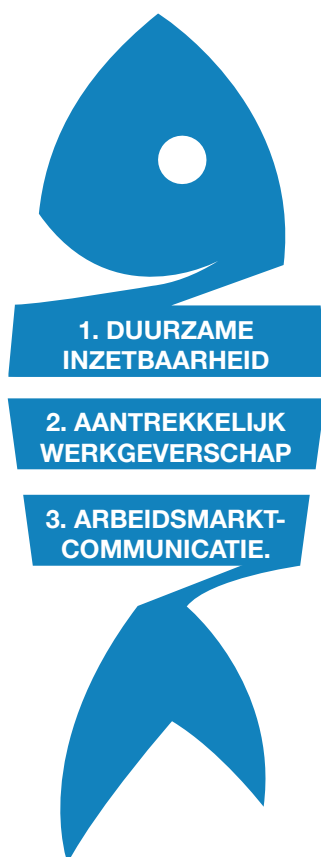 1. DUURZAME
INZETBAARHEID
2. AANTREKKELIJK
WERKGEVERSCHAP
3. ARBEIDSMARKT-
COMMUNICATIE.